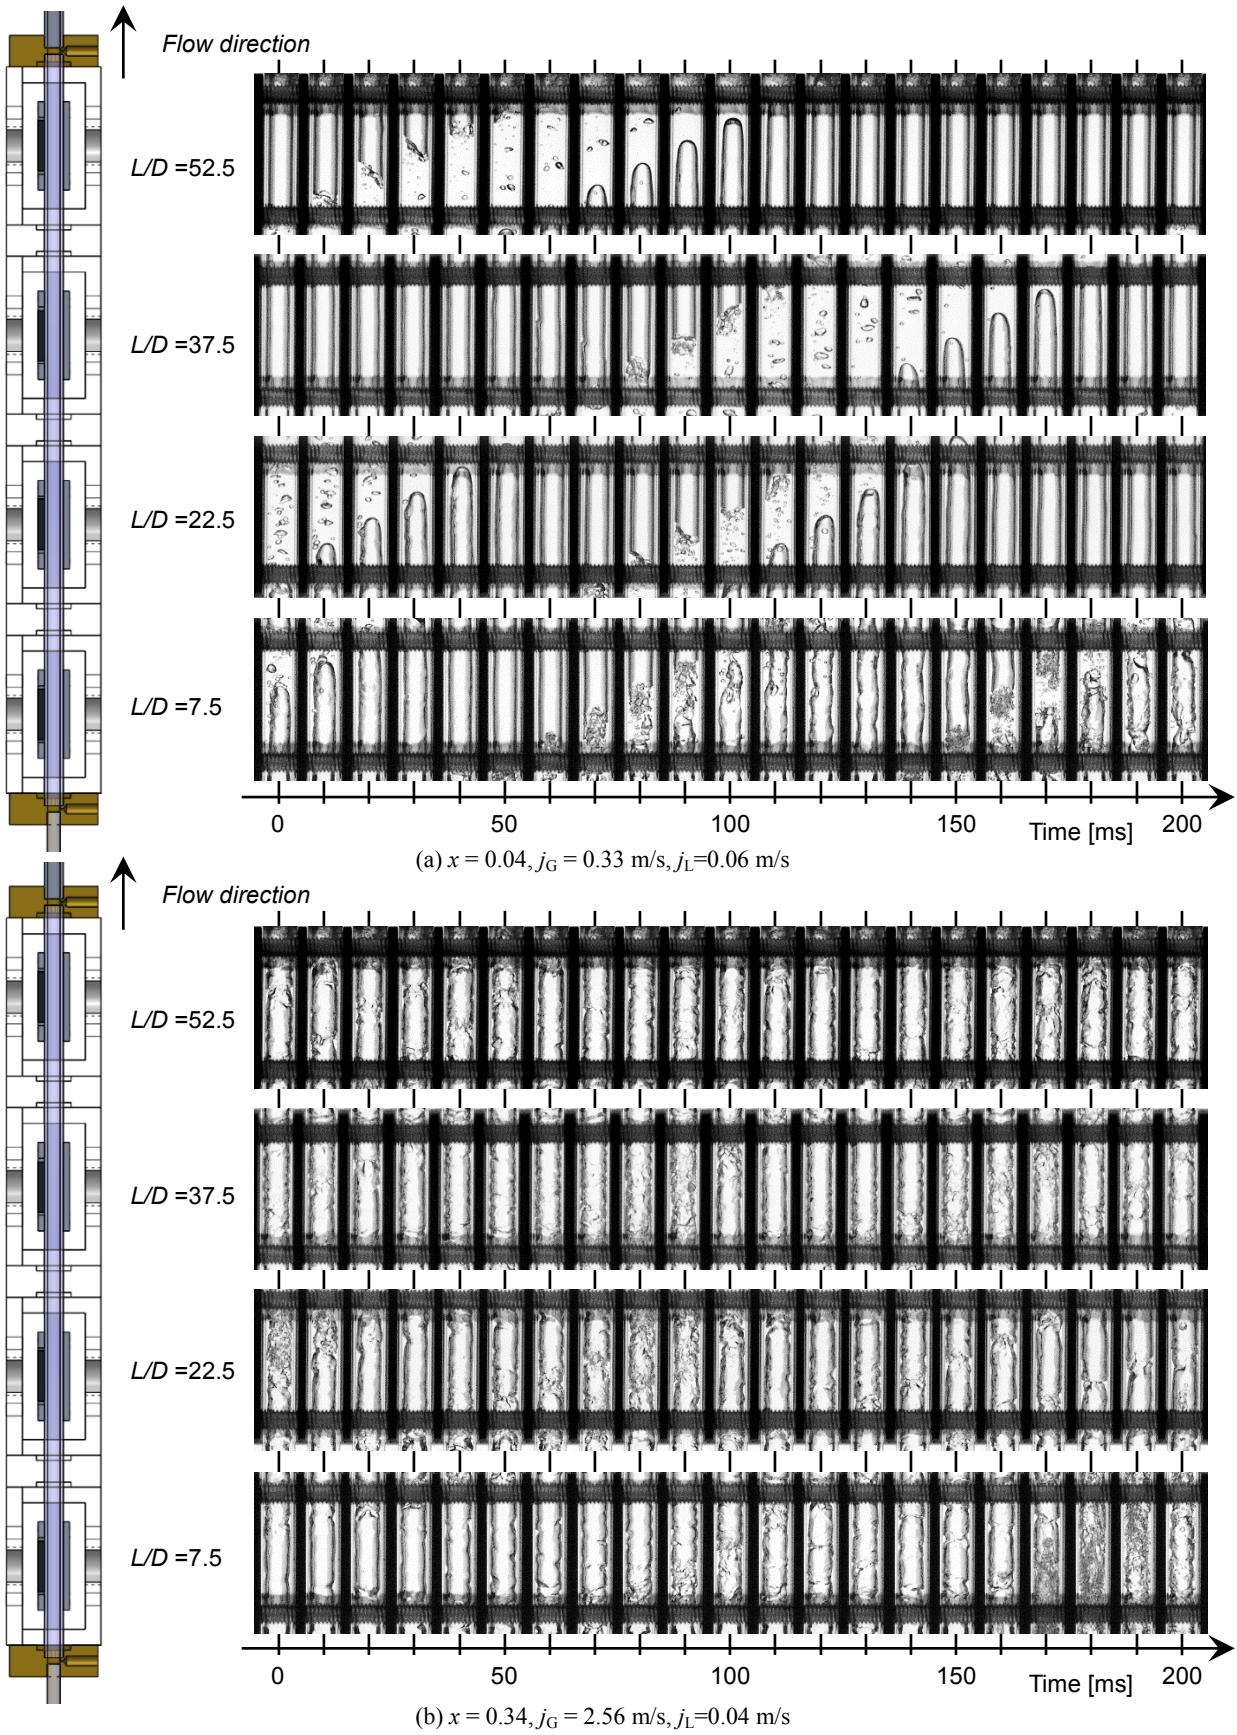 Flow direction
L/D =52.5
L/D =37.5
L/D =22.5
L/D =7.5
0 50 100 150 Time [ms] 200
(a) x = 0.04, jG = 0.33 m/s, jL=0.06 m/s
Flow direction
L/D =52.5
L/D =37.5
L/D =22.5
L/D =7.5
0 50 100 150 Time [ms] 200
(b) x = 0.34, jG = 2.56 m/s, jL=0.04 m/s